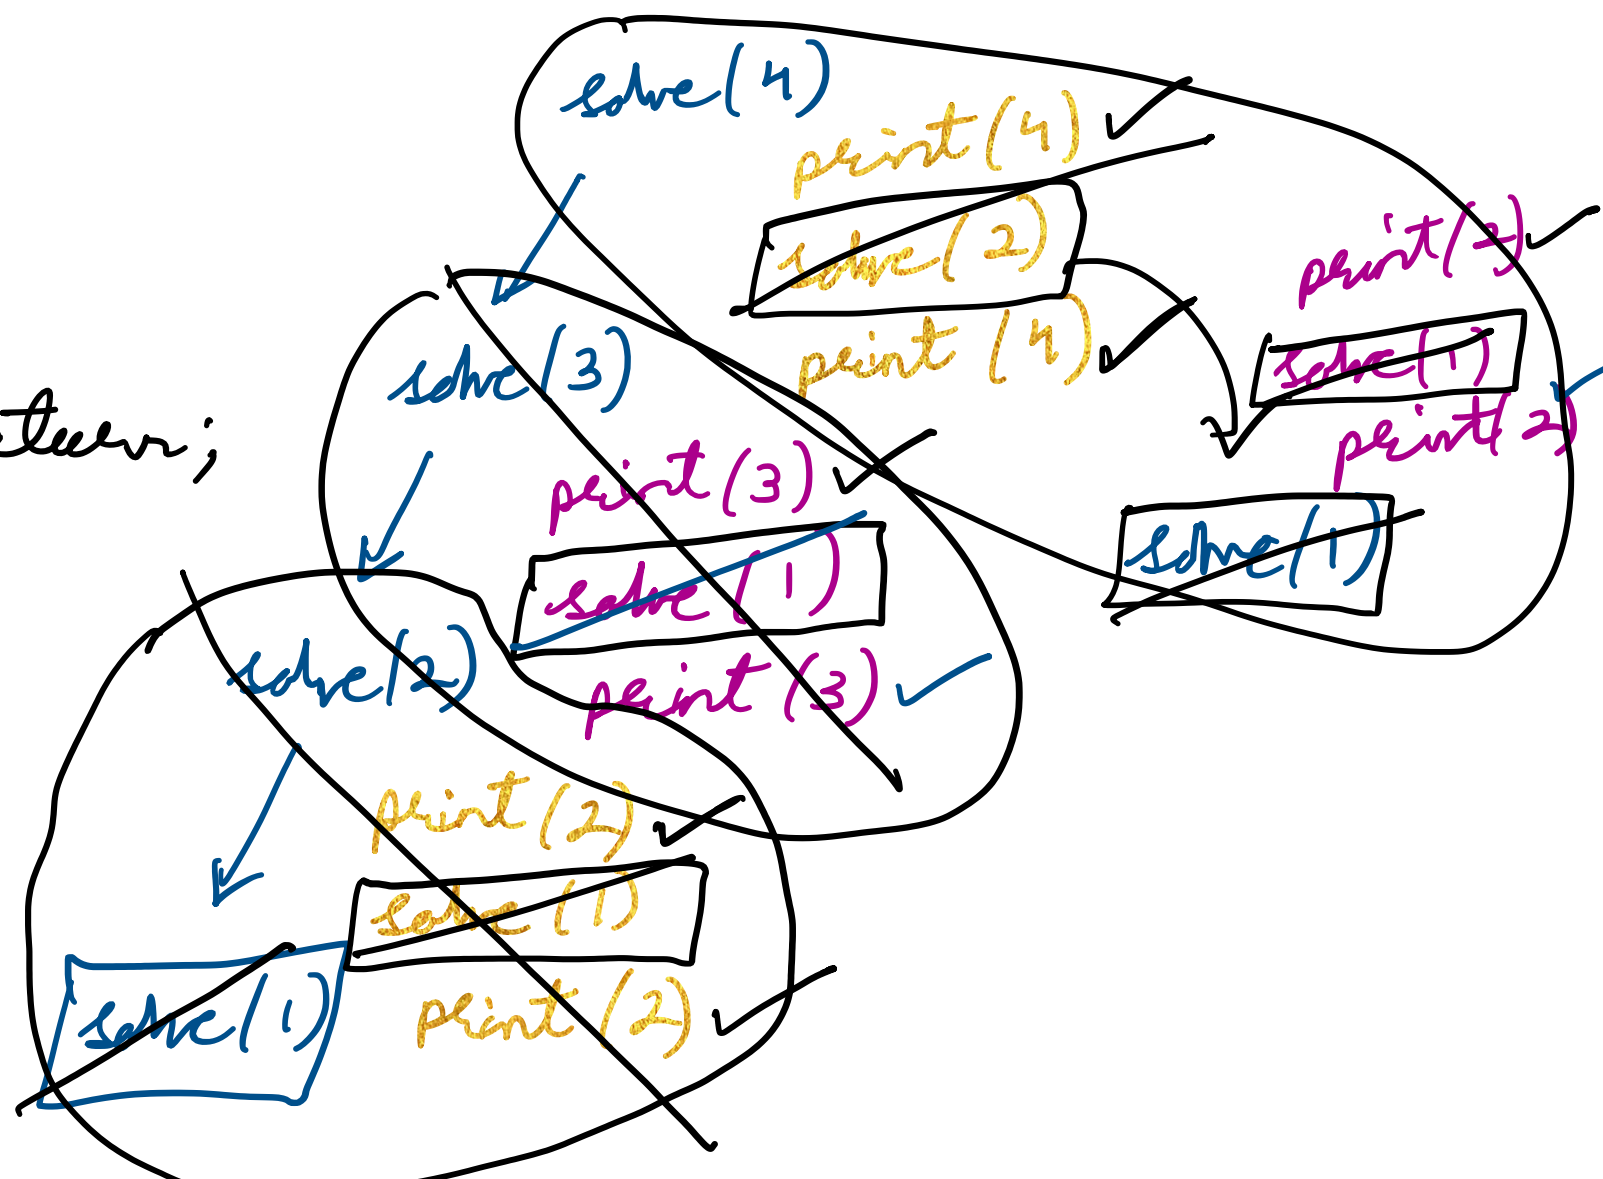 solve(4)
print(4)
solve(2)
print(4)
print(2)
solve(1)
print(2)
solve(1)
solve(3)
print(3)
solve(1)
print(3)
solve(2)
print(2)
solve(1)
print(2)
solve(1)